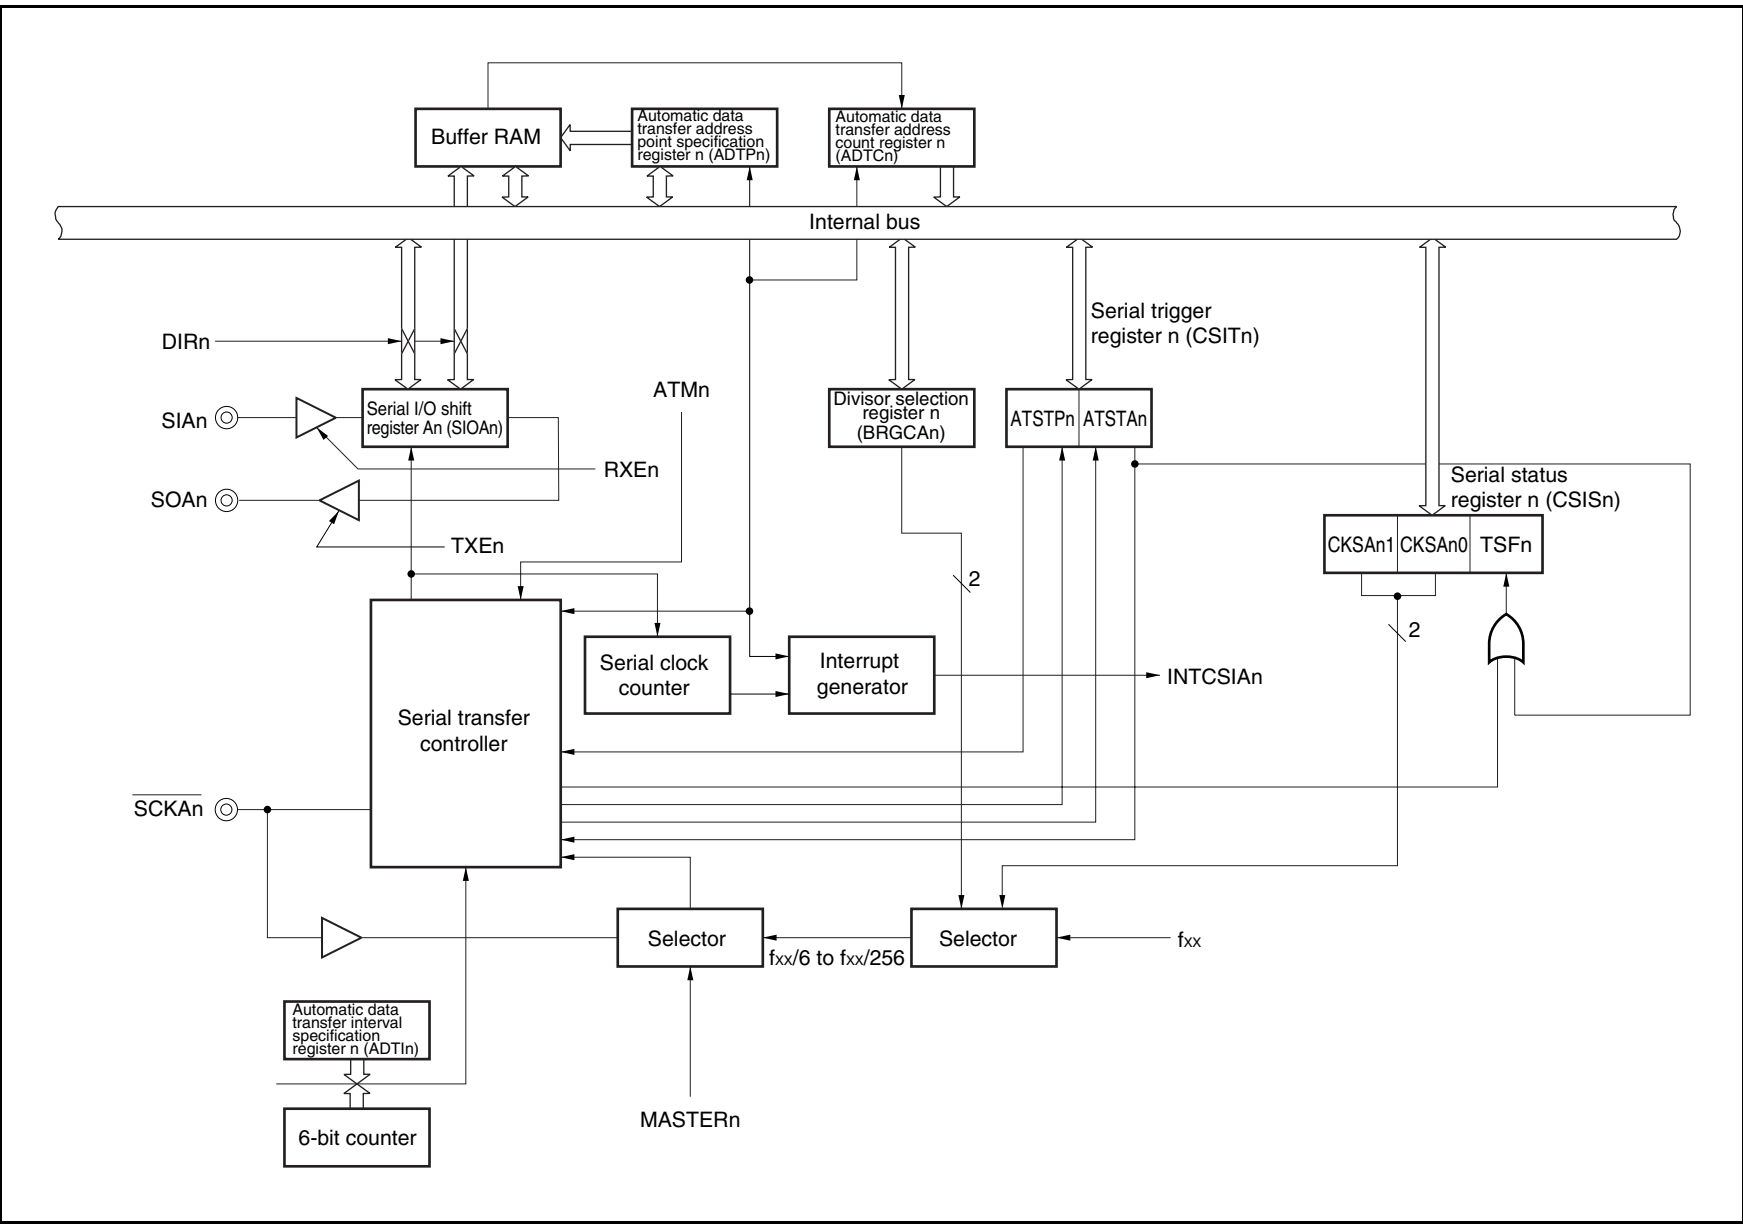 Buffer RAM
Automatic data
transfer address
point specification
register n (ADTPn)
Automatic data
transfer address
count register n
(ADTCn)
Internal bus
DIRn
Serial trigger
register n (CSITn)
ATMn
SIAn
Serial I/O shift
register An (SIOAn)
Divisor selection
register n
(BRGCAn)
ATSTPn ATSTAn
RXEn
Serial status
register n (CSISn)
SOAn
TXEn
CKSAn1 CKSAn0 TSFn
2
2
Serial clock
counter
Interrupt
generator
INTCSIAn
Serial transfer
controller
SCKAn
Selector
fxx/6 to fxx/256
Selector
fxx
Automatic data
transfer interval
specification
register n (ADTIn)
MASTERn
6-bit counter